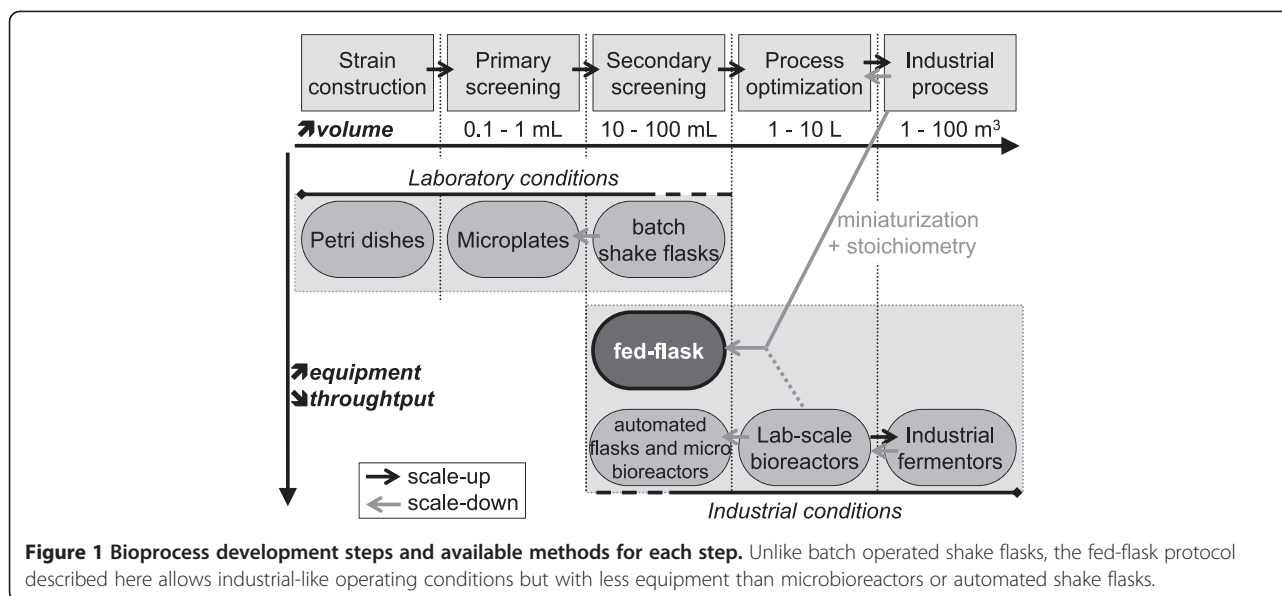 Strain construction
Primary screening
Secondary screening
Process optimization
Industrial process
↗volume
0.1 - 1 mL
10 - 100 mL
1 - 10 L
1 - 100 m³
Laboratory conditions
Petri dishes
Microplates
batch shake flasks
miniaturization + stoichiometry
fed-flask
↗equipment
↘throughtput
automated flasks and micro bioreactors
Lab-scale bioreactors
Industrial fermentors
scale-up
scale-down
Industrial conditions
Figure 1 Bioprocess development steps and available methods for each step. Unlike batch operated shake flasks, the fed-flask protocol
described here allows industrial-like operating conditions but with less equipment than microbioreactors or automated shake flasks.